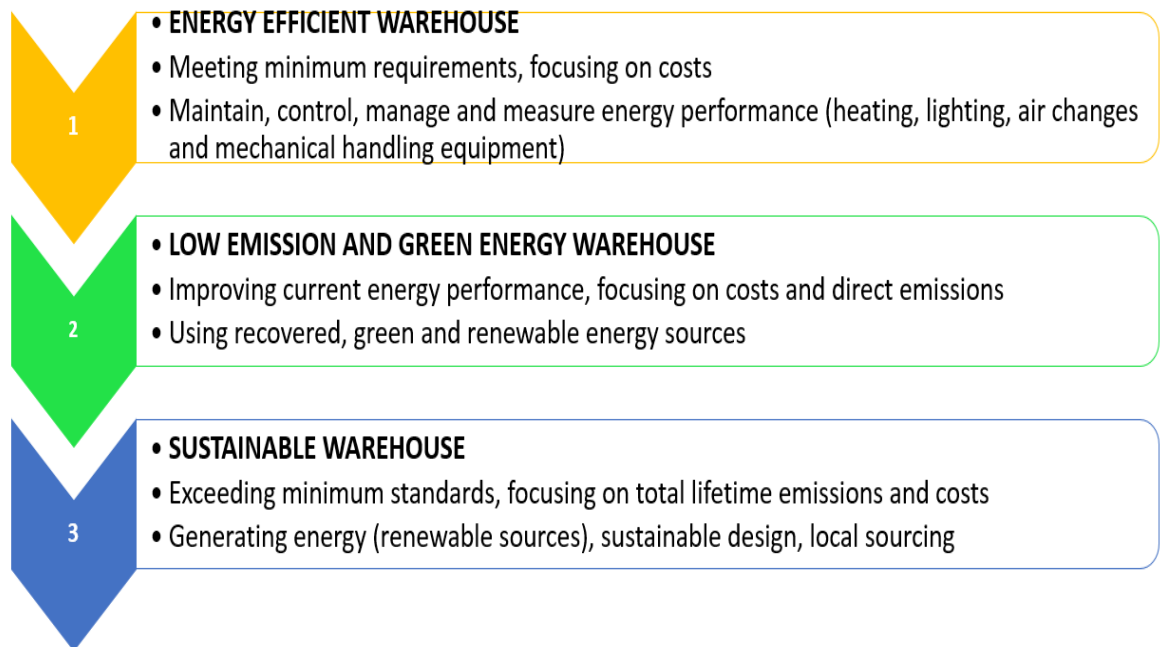 • ENERGY EFFICIENT WAREHOUSE
• Meeting minimum requirements, focusing on costs
1
• Maintain, control, manage and measure energy performance (heating, lighting, air changes
and mechanical handling equipment)
• LOW EMISSION AND GREEN ENERGY WAREHOUSE
• Improving current energy performance, focusing on costs and direct emissions
2
• Using recovered, green and renewable energy sources
• SUSTAINABLE WAREHOUSE
• Exceeding minimum standards, focusing on total lifetime emissions and costs
3
• Generating energy (renewable sources), sustainable design, local sourcing